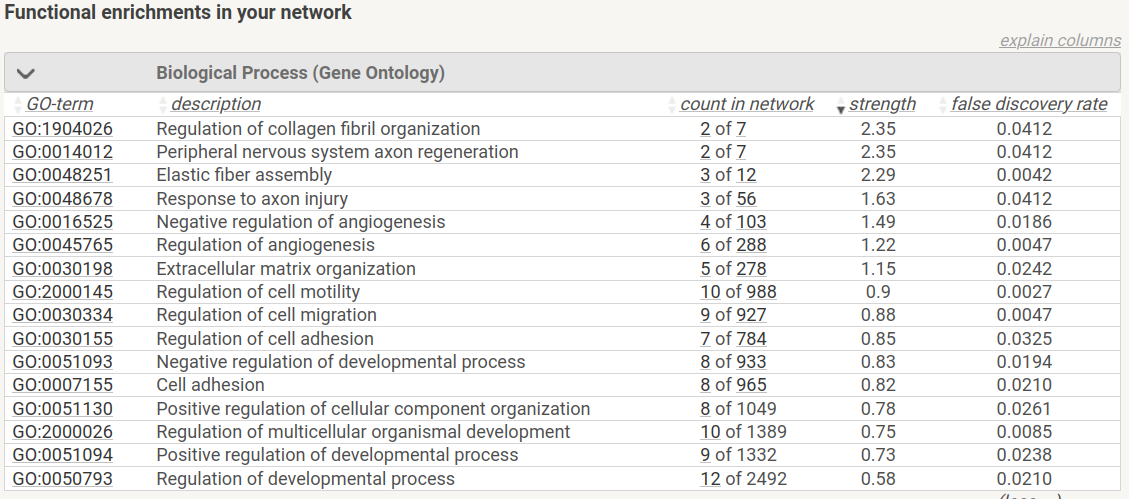 Functional enrichments in your network
explain columns
Biological Process (Gene Ontology)
GO-term description count in network strength false discovery rate
GO:1904026 Regulation of collagen fibril organization 2 of 7 2.35 0.0412
GO:0014012 Peripheral nervous system axon regeneration 2 of 7 2.35 0.0412
GO:0048251 Elastic fiber assembly 3 of 12 2.29 0.0042
GO:0048678 Response to axon injury 3 of 56 1.63 0.0412
GO:0016525 Negative regulation of angiogenesis 4 of 103 1.49 0.0186
GO:0045765 Regulation of angiogenesis 6 of 288 1.22 0.0047
GO:0030198 Extracellular matrix organization 5 of 278 1.15 0.0242
GO:2000145 Regulation of cell motility 10 of 988 0.9 0.0027
GO:0030334 Regulation of cell migration 9 of 927 0.88 0.0047
GO:0030155 Regulation of cell adhesion 7 of 784 0.85 0.0325
GO:0051093 Negative regulation of developmental process 8 of 933 0.83 0.0194
GO:0007155 Cell adhesion 8 of 965 0.82 0.0210
GO:0051130 Positive regulation of cellular component organization 8 of 1049 0.78 0.0261
GO:2000026 Regulation of multicellular organismal development 10 of 1389 0.75 0.0085
GO:0051094 Positive regulation of developmental process 9 of 1332 0.73 0.0238
GO:0050793 Regulation of developmental process 12 of 2492 0.58 0.0210